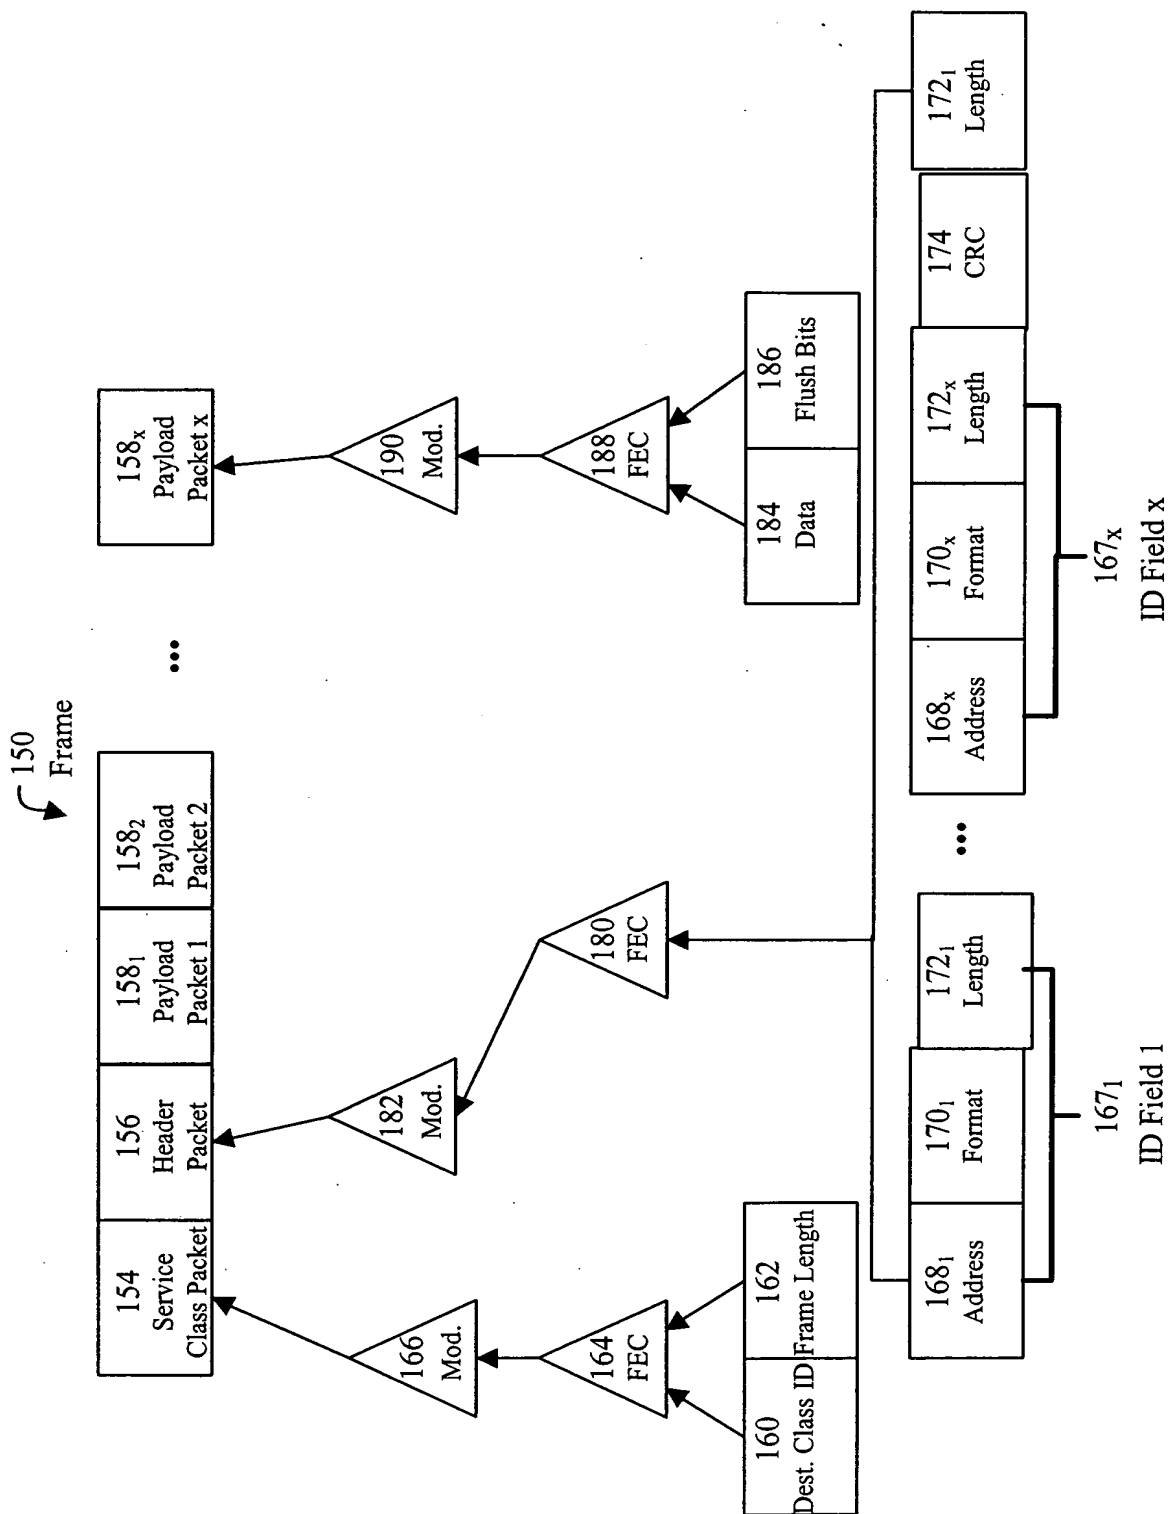 150
Frame
154
Service
Class Packet
156
Header
Packet
158₁
Payload
Packet 1
158₂
Payload
Packet 2
•••
158ₓ
Payload
Packet x
166
Mod.
182
Mod.
190
Mod.
164
FEC
180
FEC
188
FEC
160
Dest. Class ID
162
Frame Length
184
Data
186
Flush Bits
168₁
Address
170₁
Format
172₁
Length
•••
168ₓ
Address
170ₓ
Format
172ₓ
Length
174
CRC
172₁
Length
167₁
ID Field 1
167ₓ
ID Field x